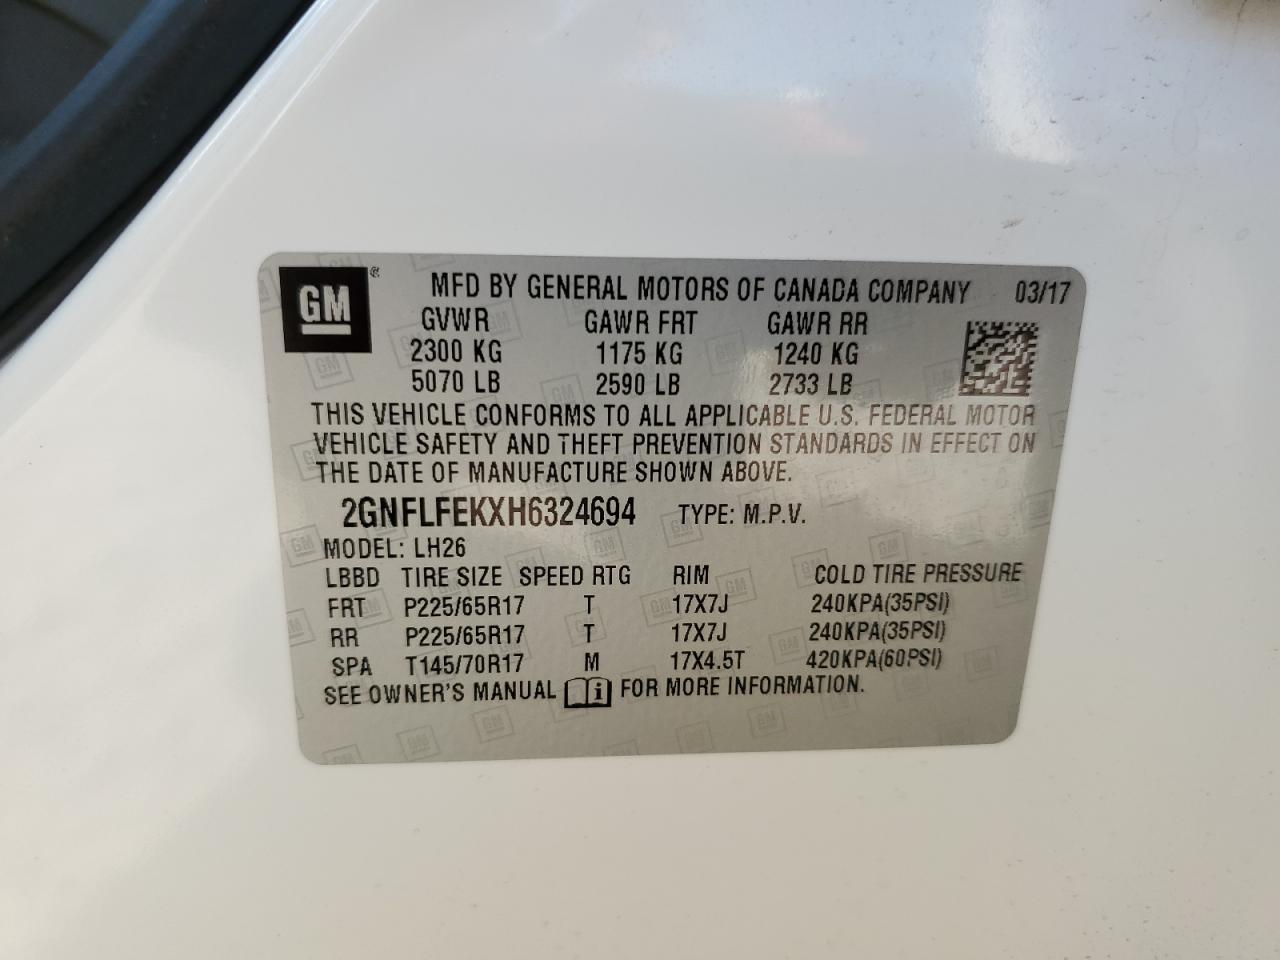 GM ® MFD BY GENERAL MOTORS OF CANADA COMPANY 03/17
GVWR GAWR FRT GAWR RR
2300 KG 1175 KG 1240 KG
5070 LB 2590 LB 2733 LB
THIS VEHICLE CONFORMS TO ALL APPLICABLE U.S. FEDERAL MOTOR
VEHICLE SAFETY AND THEFT PREVENTION STANDARDS IN EFFECT ON
THE DATE OF MANUFACTURE SHOWN ABOVE.
2GNFLFEKXH6324694 TYPE: M.P.V.
MODEL: LH26
LBBD TIRE SIZE SPEED RTG RIM COLD TIRE PRESSURE
FRT P225/65R17 T 17X7J 240KPA(35PSI)
RR P225/65R17 T 17X7J 240KPA(35PSI)
SPA T145/70R17 M 17X4.5T 420KPA(60PSI)
SEE OWNER'S MANUAL i FOR MORE INFORMATION.